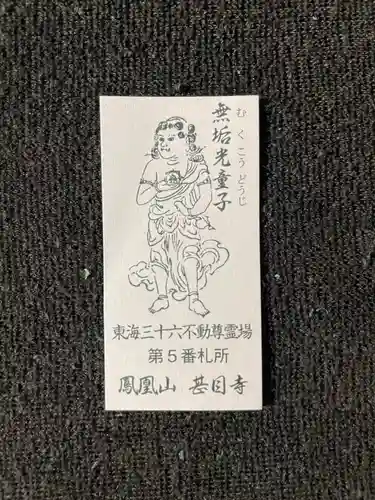 無垢光童子
むくこうどうじ
東海三十六不動尊霊場
第5番札所
鳳凰山 甚目寺